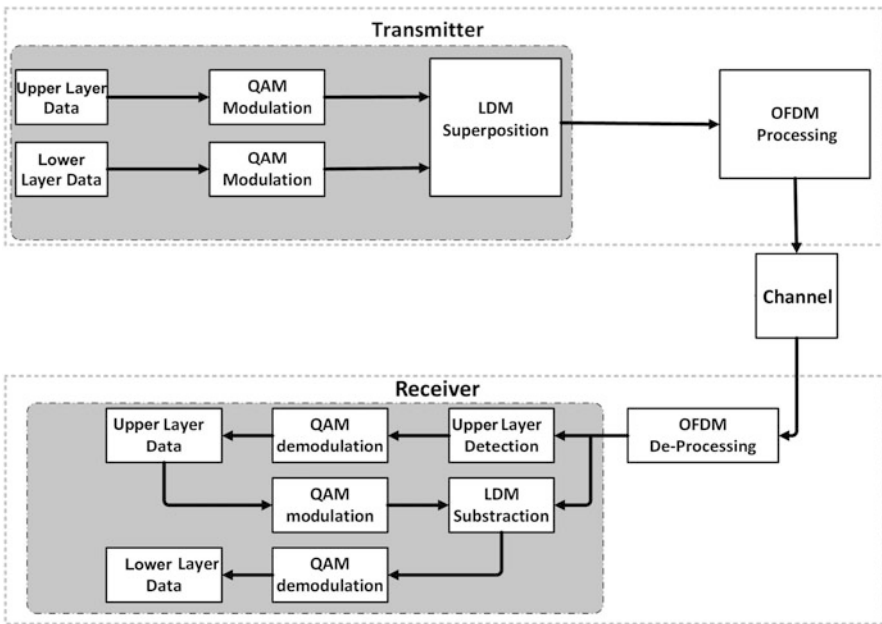 Transmitter
Upper Layer
Data
QAM
Modulation
LDM
Superposition
OFDM
Processing
Lower
Layer Data
QAM
Modulation
Channel
Receiver
Upper Layer
Data
QAM
demodulation
Upper Layer
Detection
OFDM
De-Processing
QAM
modulation
LDM
Substraction
Lower Layer
Data
QAM
demodulation